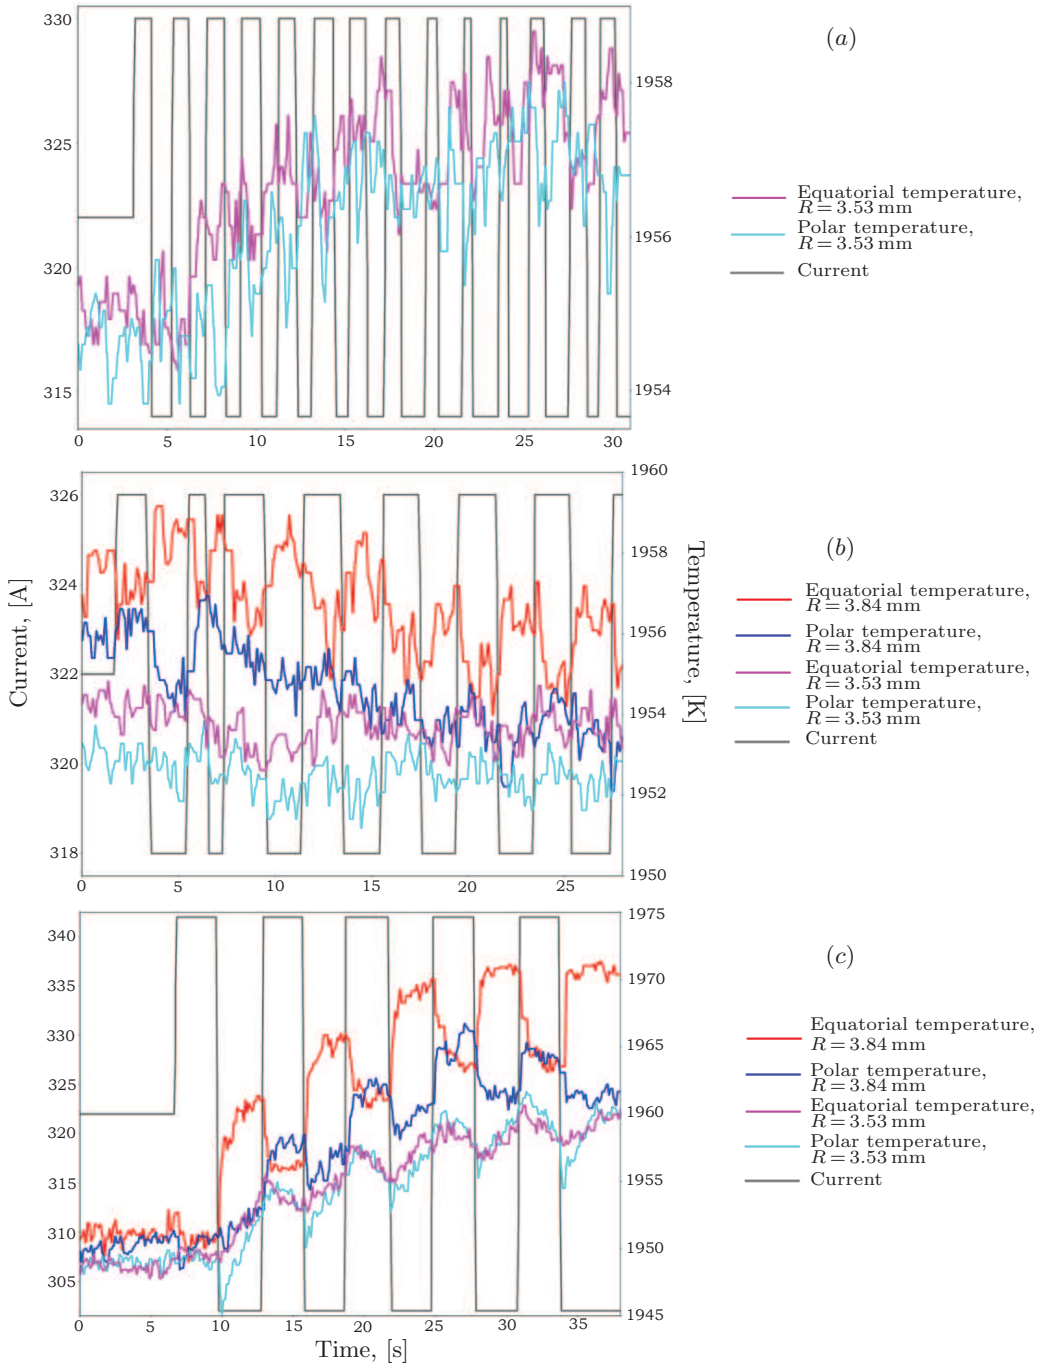 330
325
320
315
1958
1956
1954
0 5 10 15 20 25 30
(a)
Equatorial temperature,
R = 3.53 mm
Polar temperature,
R = 3.53 mm
Current
326
324
322
320
318
1960
1958
1956
1954
1952
1950
0 5 10 15 20 25
Current, [A]
Temperature, [K]
(b)
Equatorial temperature,
R = 3.84 mm
Polar temperature,
R = 3.84 mm
Equatorial temperature,
R = 3.53 mm
Polar temperature,
R = 3.53 mm
Current
340
335
330
325
320
315
310
305
1975
1970
1965
1960
1955
1950
1945
0 5 10 15 20 25 30 35
Time, [s]
(c)
Equatorial temperature,
R = 3.84 mm
Polar temperature,
R = 3.84 mm
Equatorial temperature,
R = 3.53 mm
Polar temperature,
R = 3.53 mm
Current